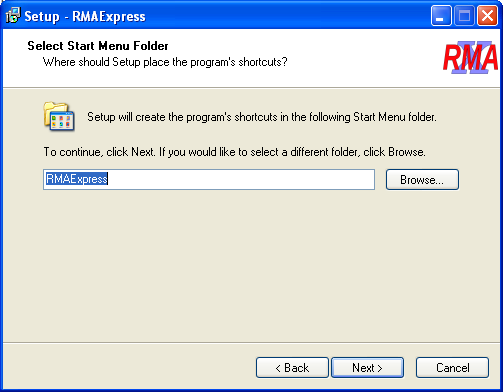 Setup - RMAExpress
Select Start Menu Folder
Where should Setup place the program's shortcuts?
RMA
Setup will create the program's shortcuts in the following Start Menu folder.
To continue, click Next. If you would like to select a different folder, click Browse.
RMAExpress
Browse...
< Back
Next >
Cancel